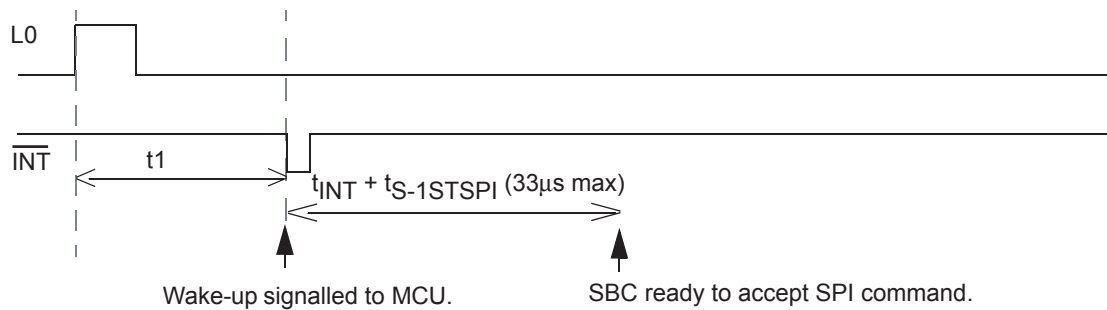 L0
INT
t1
tINT + tS-1STSPI (33μs max)
Wake-up signalled to MCU.
SBC ready to accept SPI command.